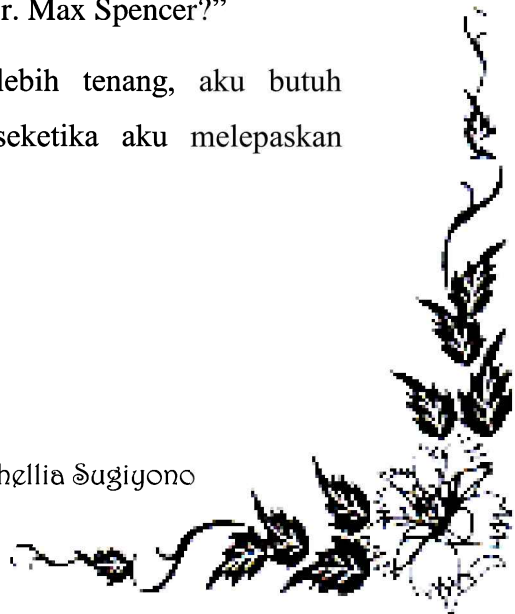 r. Max Spencer?”
lebih tenang, aku butuh
seketika aku melepaskan
hellia Sugiyono